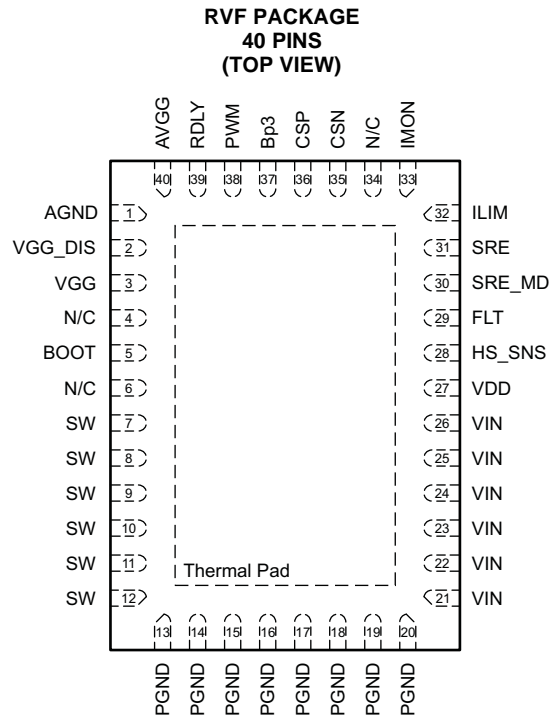 RVF PACKAGE
40 PINS
(TOP VIEW)
AVGG
RDLY
PWM
Bp3
CSP
CSN
N/C
IMON
40
39
38
37
36
35
34
33
AGND 1
VGG_DIS 2
VGG 3
N/C 4
BOOT 5
N/C 6
SW 7
SW 8
SW 9
SW 10
SW 11
SW 12
32 ILIM
31 SRE
30 SRE_MD
29 FLT
28 HS_SNS
27 VDD
26 VIN
25 VIN
24 VIN
23 VIN
22 VIN
21 VIN
Thermal Pad
13
14
15
16
17
18
19
20
PGND
PGND
PGND
PGND
PGND
PGND
PGND
PGND